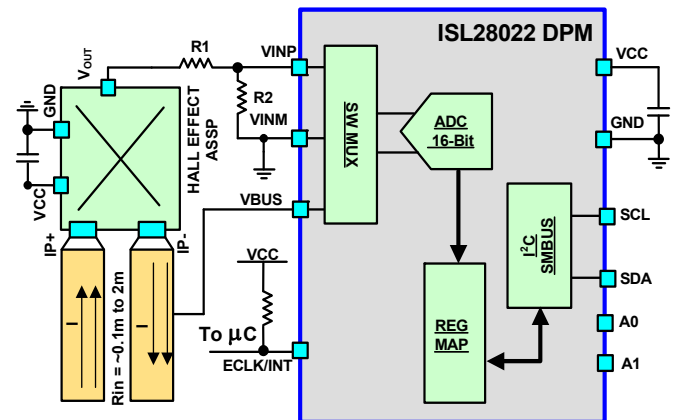 ISL28022 DPM
R1
VINP
VCC
V_OUT
GND
VCC
HALL EFFECT
ASSP
R2
VINM
SW MUX
ADC
16-Bit
GND
VBUS
I²C
SMBUS
SCL
SDA
IP+
IP-
I
I
Rin = ~0.1m to 2m
VCC
To µC
ECLK/INT
REG
MAP
A0
A1